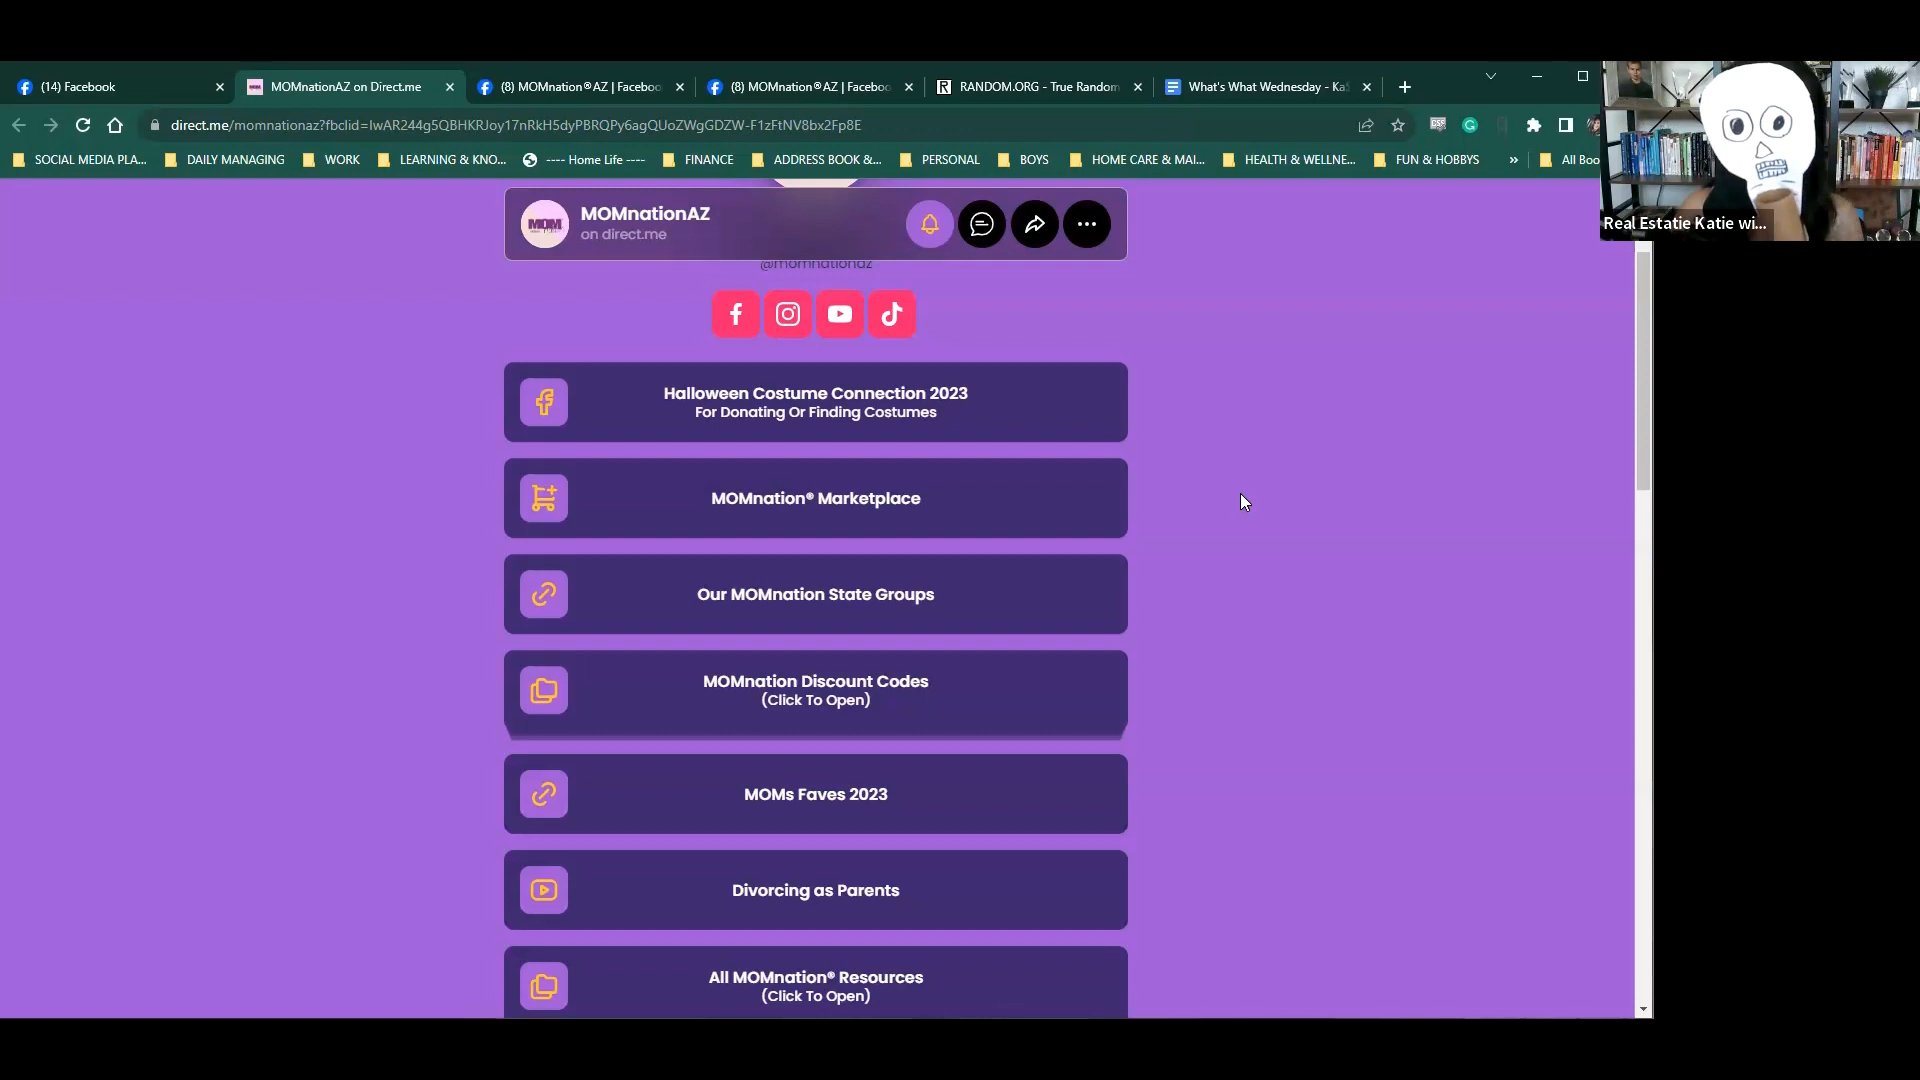 (14) Facebook
MOMnationAZ on Direct.me
(8) MOMnation®AZ | Faceboo
(8) MOMnation®AZ | Faceboo
RANDOM.ORG - True Random
What's What Wednesday - Ka
direct.me/momnationaz?fbclid=IwAR244g5QBHKRJoy17nRkH5dyPBRQPy6agQUoZWgGDZW-F1zFtNV8bx2Fp8E
SOCIAL MEDIA PLA...
DAILY MANAGING
WORK
LEARNING & KNO...
---- Home Life ----
FINANCE
ADDRESS BOOK &...
PERSONAL
BOYS
HOME CARE & MAI...
HEALTH & WELLNE...
FUN & HOBBYS
»
All Boo
Real Estatie Katie wi...
MOM
MOMnationAZ
on direct.me
@momnationaz
Halloween Costume Connection 2023
For Donating Or Finding Costumes
MOMnation® Marketplace
Our MOMnation State Groups
MOMnation Discount Codes
(Click To Open)
MOMs Faves 2023
Divorcing as Parents
All MOMnation® Resources
(Click To Open)